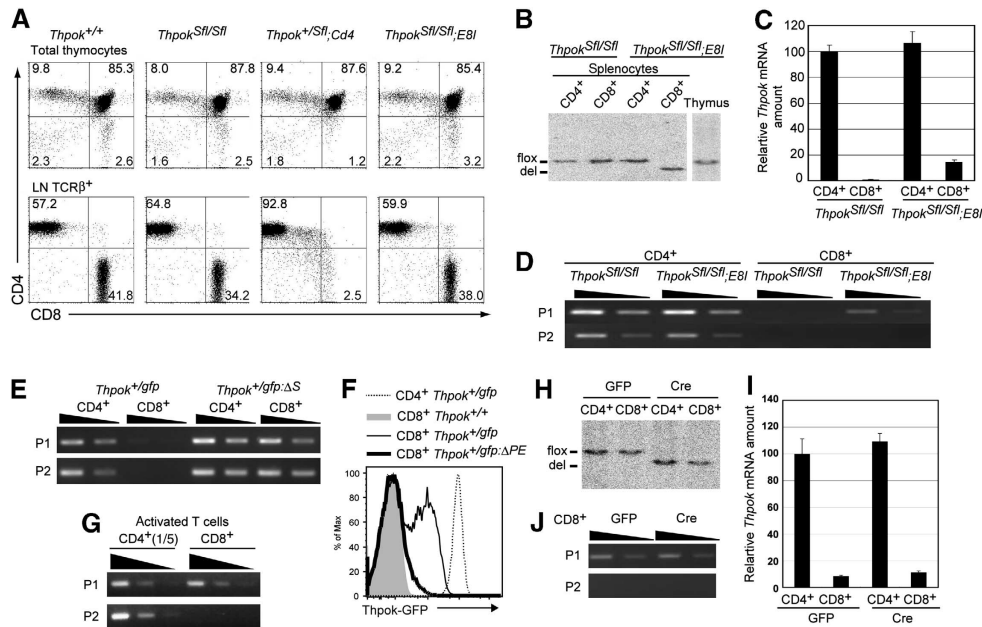 A
Thpok+/+
Total thymocytes
ThpokSfl/Sfl
Thpok+/Sfl;Cd4
ThpokSfl/Sfl;E8I
9.8 85.3
2.3 2.6
8.0 87.8
1.6 2.5
9.4 87.6
1.8 1.2
9.2 85.4
2.2 3.2
LN TCRβ+
57.2
41.8
64.8
34.2
92.8
2.5
59.9
38.0
CD4
CD8
B
ThpokSfl/Sfl ThpokSfl/Sfl;E8I
Splenocytes
CD4+ CD8+ CD4+ CD8+ Thymus
flox
del
C
Relartive Thpok mRNA
amount
120
100
80
60
40
20
0
CD4+ CD8+ CD4+ CD8+
ThpokSfl/Sfl ThpokSfl/Sfl;E8I
D
CD4+ CD8+
ThpokSfl/Sfl ThpokSfl/Sfl;E8I ThpokSfl/Sfl ThpokSfl/Sfl;E8I
P1
P2
E
Thpok+/gfp Thpok+/gfp:ΔS
CD4+ CD8+ CD4+ CD8+
P1
P2
F
CD4+ Thpok+/gfp
CD8+ Thpok+/+
CD8+ Thpok+/gfp
CD8+ Thpok+/gfp:ΔPE
% of Max
100
80
60
40
20
0
Thpok-GFP
G
Activated T cells
CD4+(1/5) CD8+
P1
P2
H
GFP Cre
CD4+ CD8+ CD4+ CD8+
flox
del
I
Relartive Thpok mRNA amount
120
100
80
60
40
20
0
CD4+ CD8+ CD4+ CD8+
GFP Cre
J
CD8+ GFP Cre
P1
P2